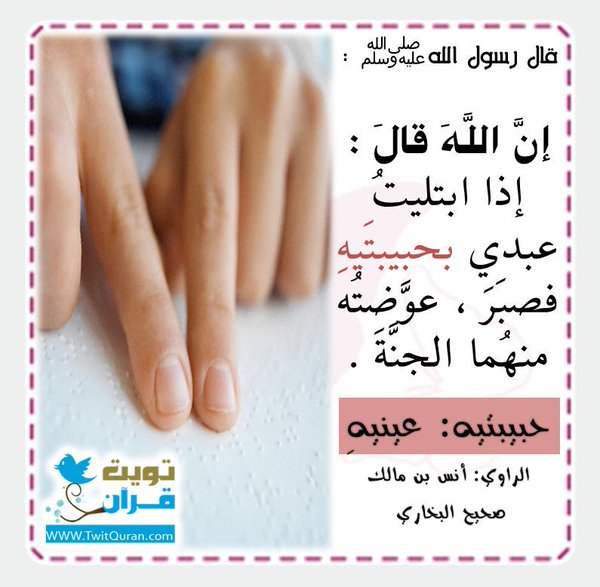 قال رسول الله صلى الله عليه وسلم :
إنَّ اللَّهَ قالَ :
إذا ابتليتُ
عبدي بحبيبتَيهِ
فصبَرَ ، عوَّضتُه
منهُما الجنَّةَ .
حبيبتيه: عينيهِ
الراوي: أنس بن مالك
صحيح البخاري
تويت
قرآن
WWW.TwitQuran.com